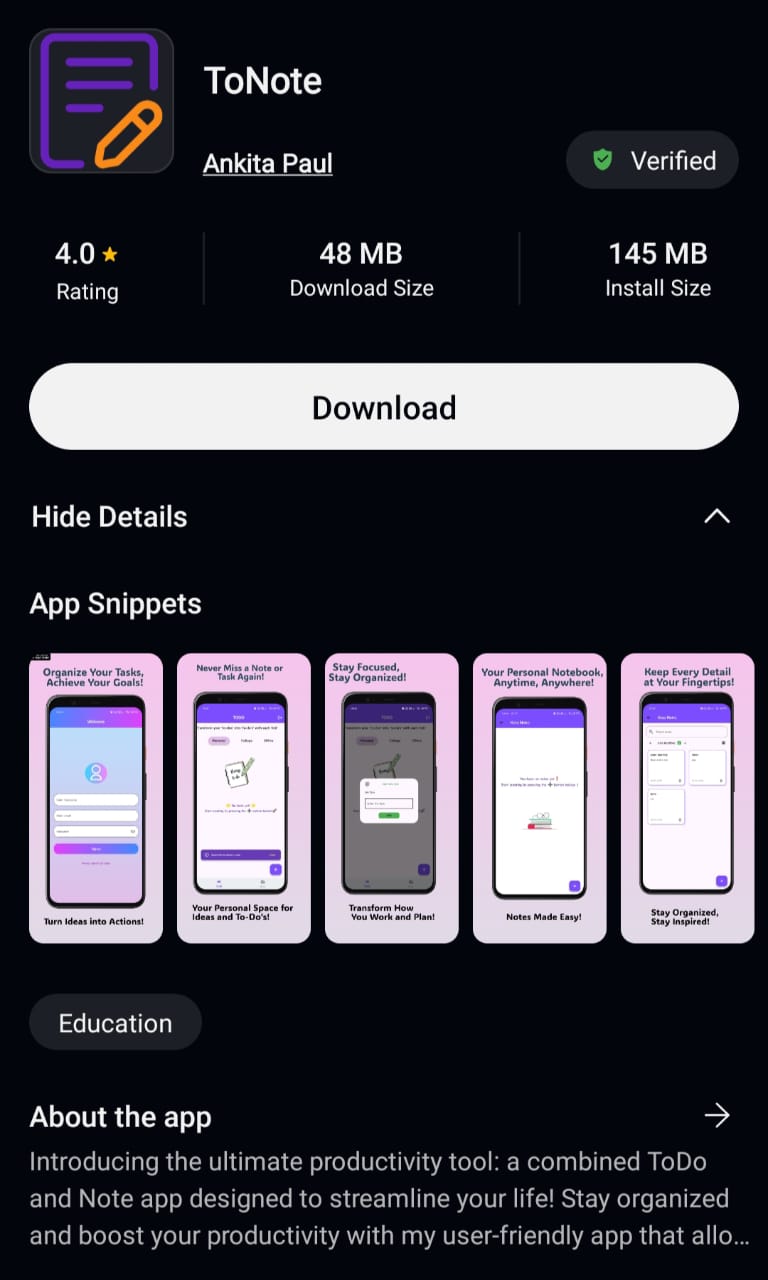 ToNote
Ankita Paul
Verified
4.0
48 MB
145 MB
Rating
Download Size
Install Size
Download
Hide Details
App Snippets
Organize Your Tasks,
Achieve Your Goals!
Welcome
Turn Ideas into Actions!
Never Miss a Note or
Task Again!
TODO
Personal
College
Office
Your Personal Space for
Ideas and To-Do's!
Stay Focused,
Stay Organized!
Transform How
You Work and Plan!
Your Personal Notebook,
Anytime, Anywhere!
Notes Made Easy!
Keep Every Detail
at Your Fingertips!
Stay Organized,
Stay Inspired!
Education
About the app
Introducing the ultimate productivity tool: a combined ToDo
and Note app designed to streamline your life! Stay organized
and boost your productivity with my user-friendly app that allo...